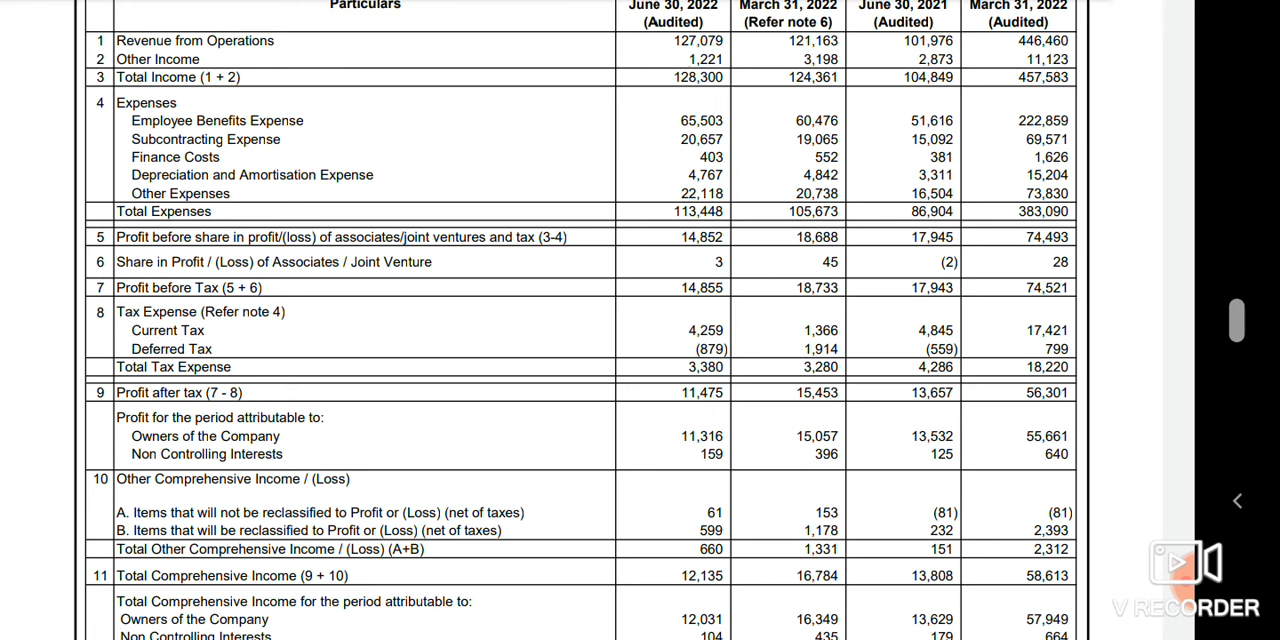 Particulars June 30, 2022 March 31, 2022 June 30, 2021 March 31, 2022
(Audited) (Refer note 6) (Audited) (Audited)
1 Revenue from Operations 127,079 121,163 101,976 446,460
2 Other Income 1,221 3,198 2,873 11,123
3 Total Income (1 + 2) 128,300 124,361 104,849 457,583
4 Expenses
Employee Benefits Expense 65,503 60,476 51,616 222,859
Subcontracting Expense 20,657 19,065 15,092 69,571
Finance Costs 403 552 381 1,626
Depreciation and Amortisation Expense 4,767 4,842 3,311 15,204
Other Expenses 22,118 20,738 16,504 73,830
Total Expenses 113,448 105,673 86,904 383,090
5 Profit before share in profit/(loss) of associates/joint ventures and tax (3-4) 14,852 18,688 17,945 74,493
6 Share in Profit / (Loss) of Associates / Joint Venture 3 45 (2) 28
7 Profit before Tax (5 + 6) 14,855 18,733 17,943 74,521
8 Tax Expense (Refer note 4)
Current Tax 4,259 1,366 4,845 17,421
Deferred Tax (879) 1,914 (559) 799
Total Tax Expense 3,380 3,280 4,286 18,220
9 Profit after tax (7 - 8) 11,475 15,453 13,657 56,301
Profit for the period attributable to:
Owners of the Company 11,316 15,057 13,532 55,661
Non Controlling Interests 159 396 125 640
10 Other Comprehensive Income / (Loss)
A. Items that will not be reclassified to Profit or (Loss) (net of taxes) 61 153 (81) (81)
B. Items that will be reclassified to Profit or (Loss) (net of taxes) 599 1,178 232 2,393
Total Other Comprehensive Income / (Loss) (A+B) 660 1,331 151 2,312
11 Total Comprehensive Income (9 + 10) 12,135 16,784 13,808 58,613
Total Comprehensive Income for the period attributable to:
Owners of the Company 12,031 16,349 13,629 57,949
Non Controlling Interests 104 435 179 664
V RECORDER